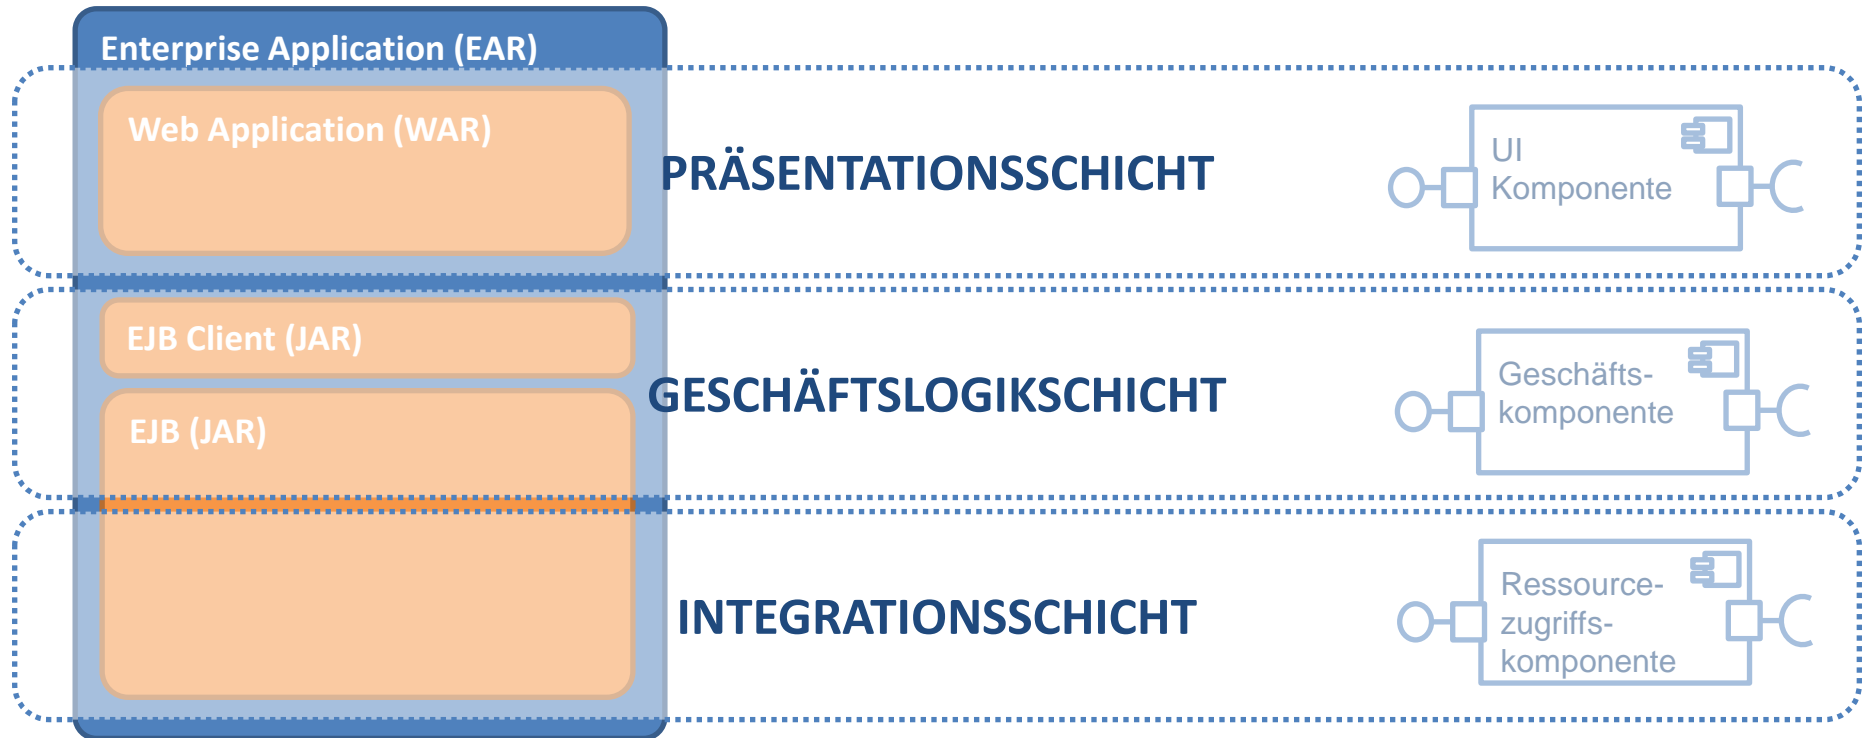 Enterprise Application (EAR)
Web Application (WAR)
PRÄSENTATIONSSCHICHT
UI
Komponente
EJB Client (JAR)
EJB (JAR)
GESCHÄFTSLOGIKSCHICHT
Geschäfts-
komponente
INTEGRATIONSSCHICHT
Ressource-
zugriffs-
komponente